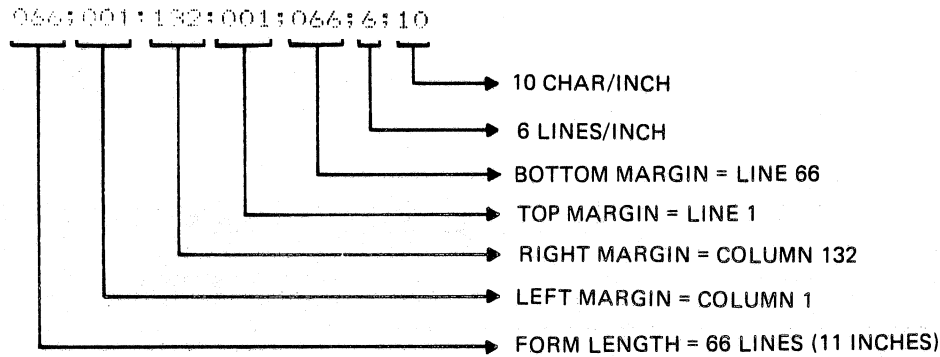 066;001;132;001;066;6;10
10 CHAR/INCH
6 LINES/INCH
BOTTOM MARGIN = LINE 66
TOP MARGIN = LINE 1
RIGHT MARGIN = COLUMN 132
LEFT MARGIN = COLUMN 1
FORM LENGTH = 66 LINES (11 INCHES)